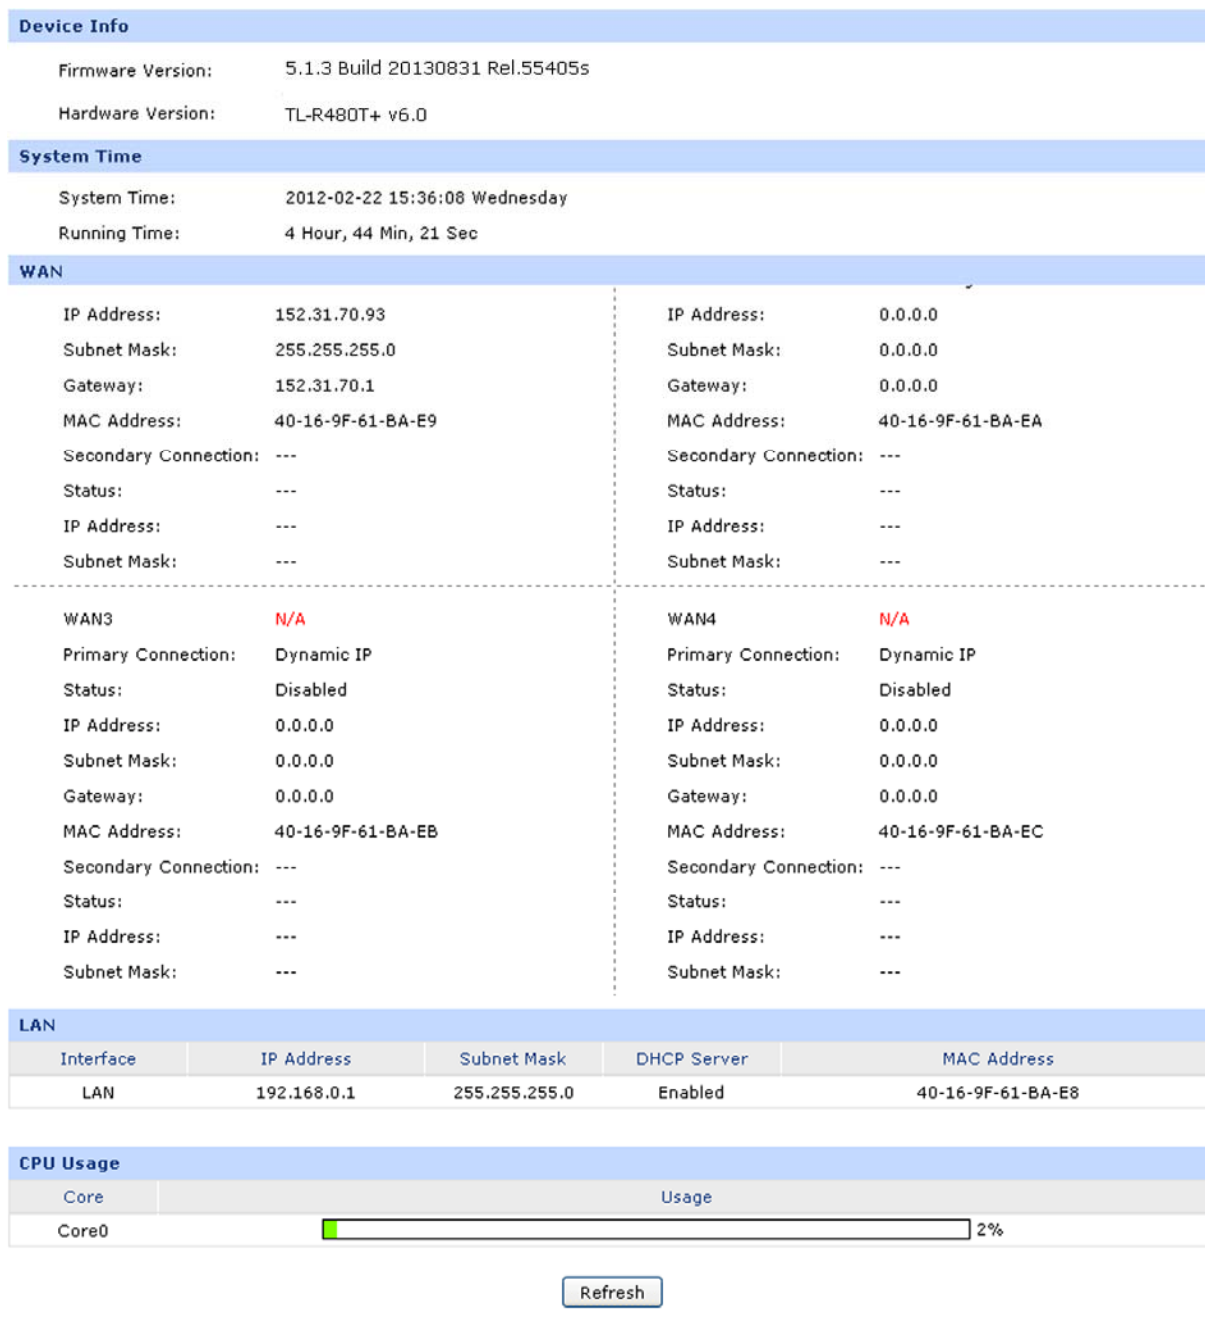 Device Info
Firmware Version: 5.1.3 Build 20130831 Rel.55405s
Hardware Version: TL-R480T+ v6.0
System Time
System Time: 2012-02-22 15:36:08 Wednesday
Running Time: 4 Hour, 44 Min, 21 Sec
WAN
IP Address: 152.31.70.93 IP Address: 0.0.0.0
Subnet Mask: 255.255.255.0 Subnet Mask: 0.0.0.0
Gateway: 152.31.70.1 Gateway: 0.0.0.0
MAC Address: 40-16-9F-61-BA-E9 MAC Address: 40-16-9F-61-BA-EA
Secondary Connection: --- Secondary Connection: ---
Status: --- Status: ---
IP Address: --- IP Address: ---
Subnet Mask: --- Subnet Mask: ---
WAN3 N/A WAN4 N/A
Primary Connection: Dynamic IP Primary Connection: Dynamic IP
Status: Disabled Status: Disabled
IP Address: 0.0.0.0 IP Address: 0.0.0.0
Subnet Mask: 0.0.0.0 Subnet Mask: 0.0.0.0
Gateway: 0.0.0.0 Gateway: 0.0.0.0
MAC Address: 40-16-9F-61-BA-EB MAC Address: 40-16-9F-61-BA-EC
Secondary Connection: --- Secondary Connection: ---
Status: --- Status: ---
IP Address: --- IP Address: ---
Subnet Mask: --- Subnet Mask: ---
LAN
Interface IP Address Subnet Mask DHCP Server MAC Address
LAN 192.168.0.1 255.255.255.0 Enabled 40-16-9F-61-BA-E8
CPU Usage
Core Usage
Core0 2%
Refresh